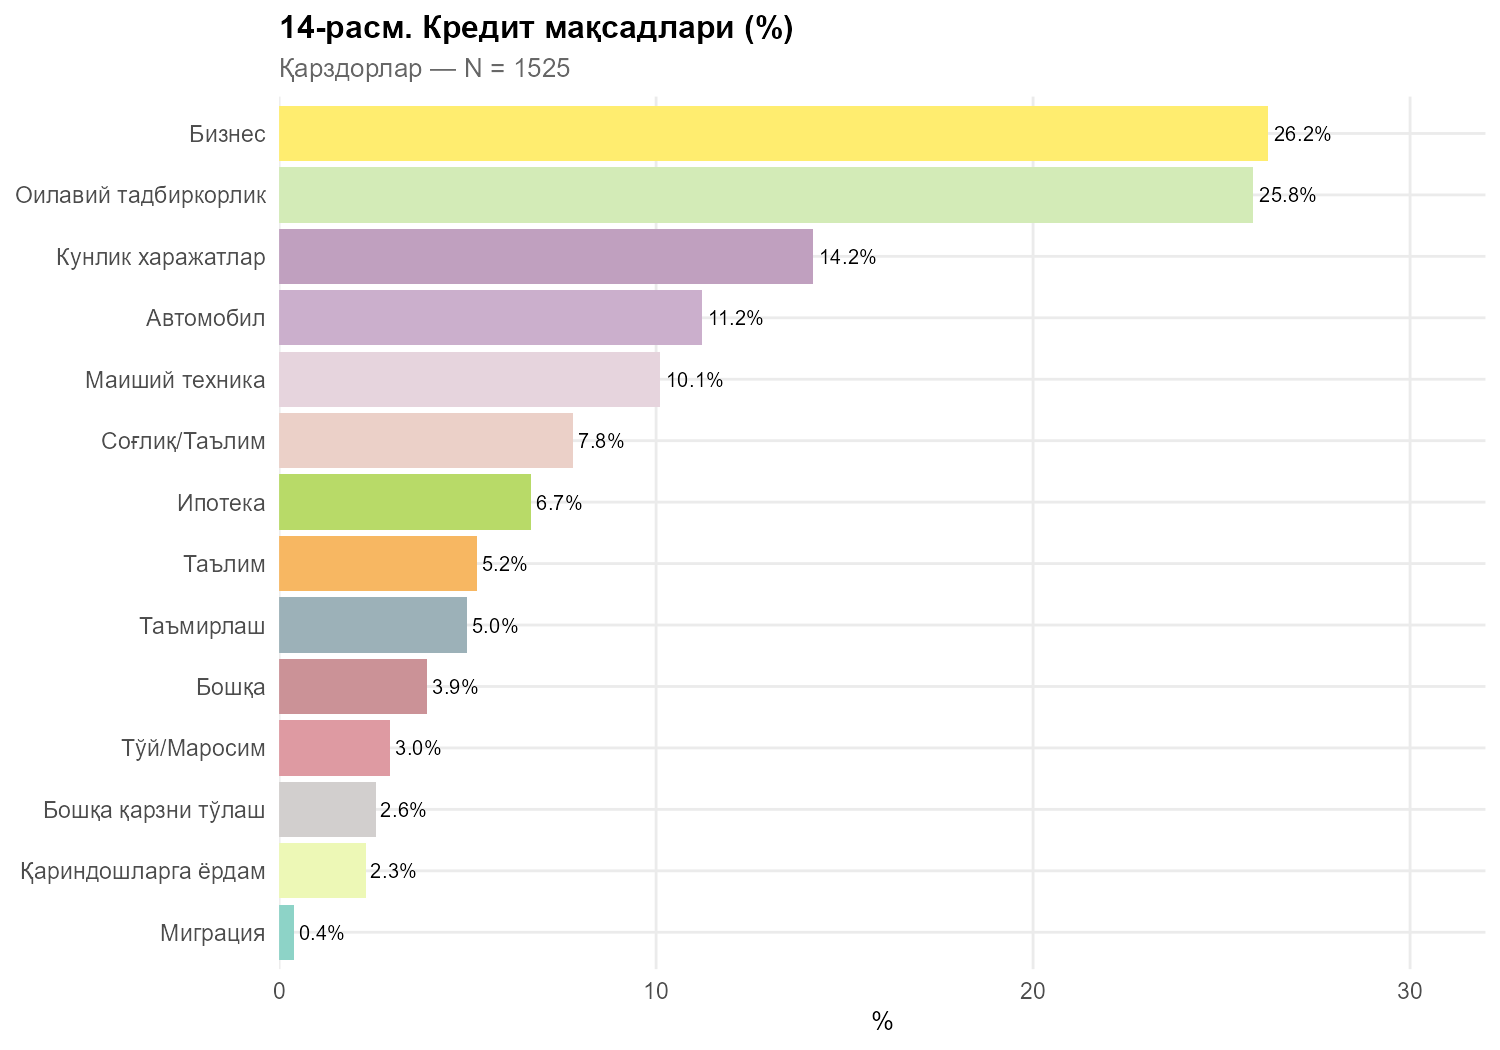 14-расм. Кредит мақсадлари (%)
Қарздорлар — N = 1525
Бизнес 26.2%
Оилавий тадбиркорлик 25.8%
Кунлик харажатлар 14.2%
Автомобил 11.2%
Маиший техника 10.1%
Соғлиқ/Таълим 7.8%
Ипотека 6.7%
Таълим 5.2%
Таъмирлаш 5.0%
Бошқа 3.9%
Тўй/Маросим 3.0%
Бошқа қарзни тўлаш 2.6%
Қариндошларга ёрдам 2.3%
Миграция 0.4%
0 10 20 30
%